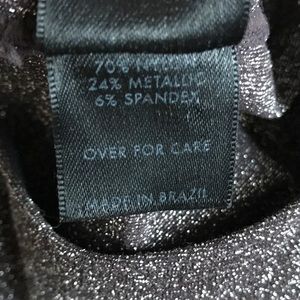 70% NYLON
24% METALLIC
6% SPANDEX
OVER FOR CARE
MADE IN BRAZIL